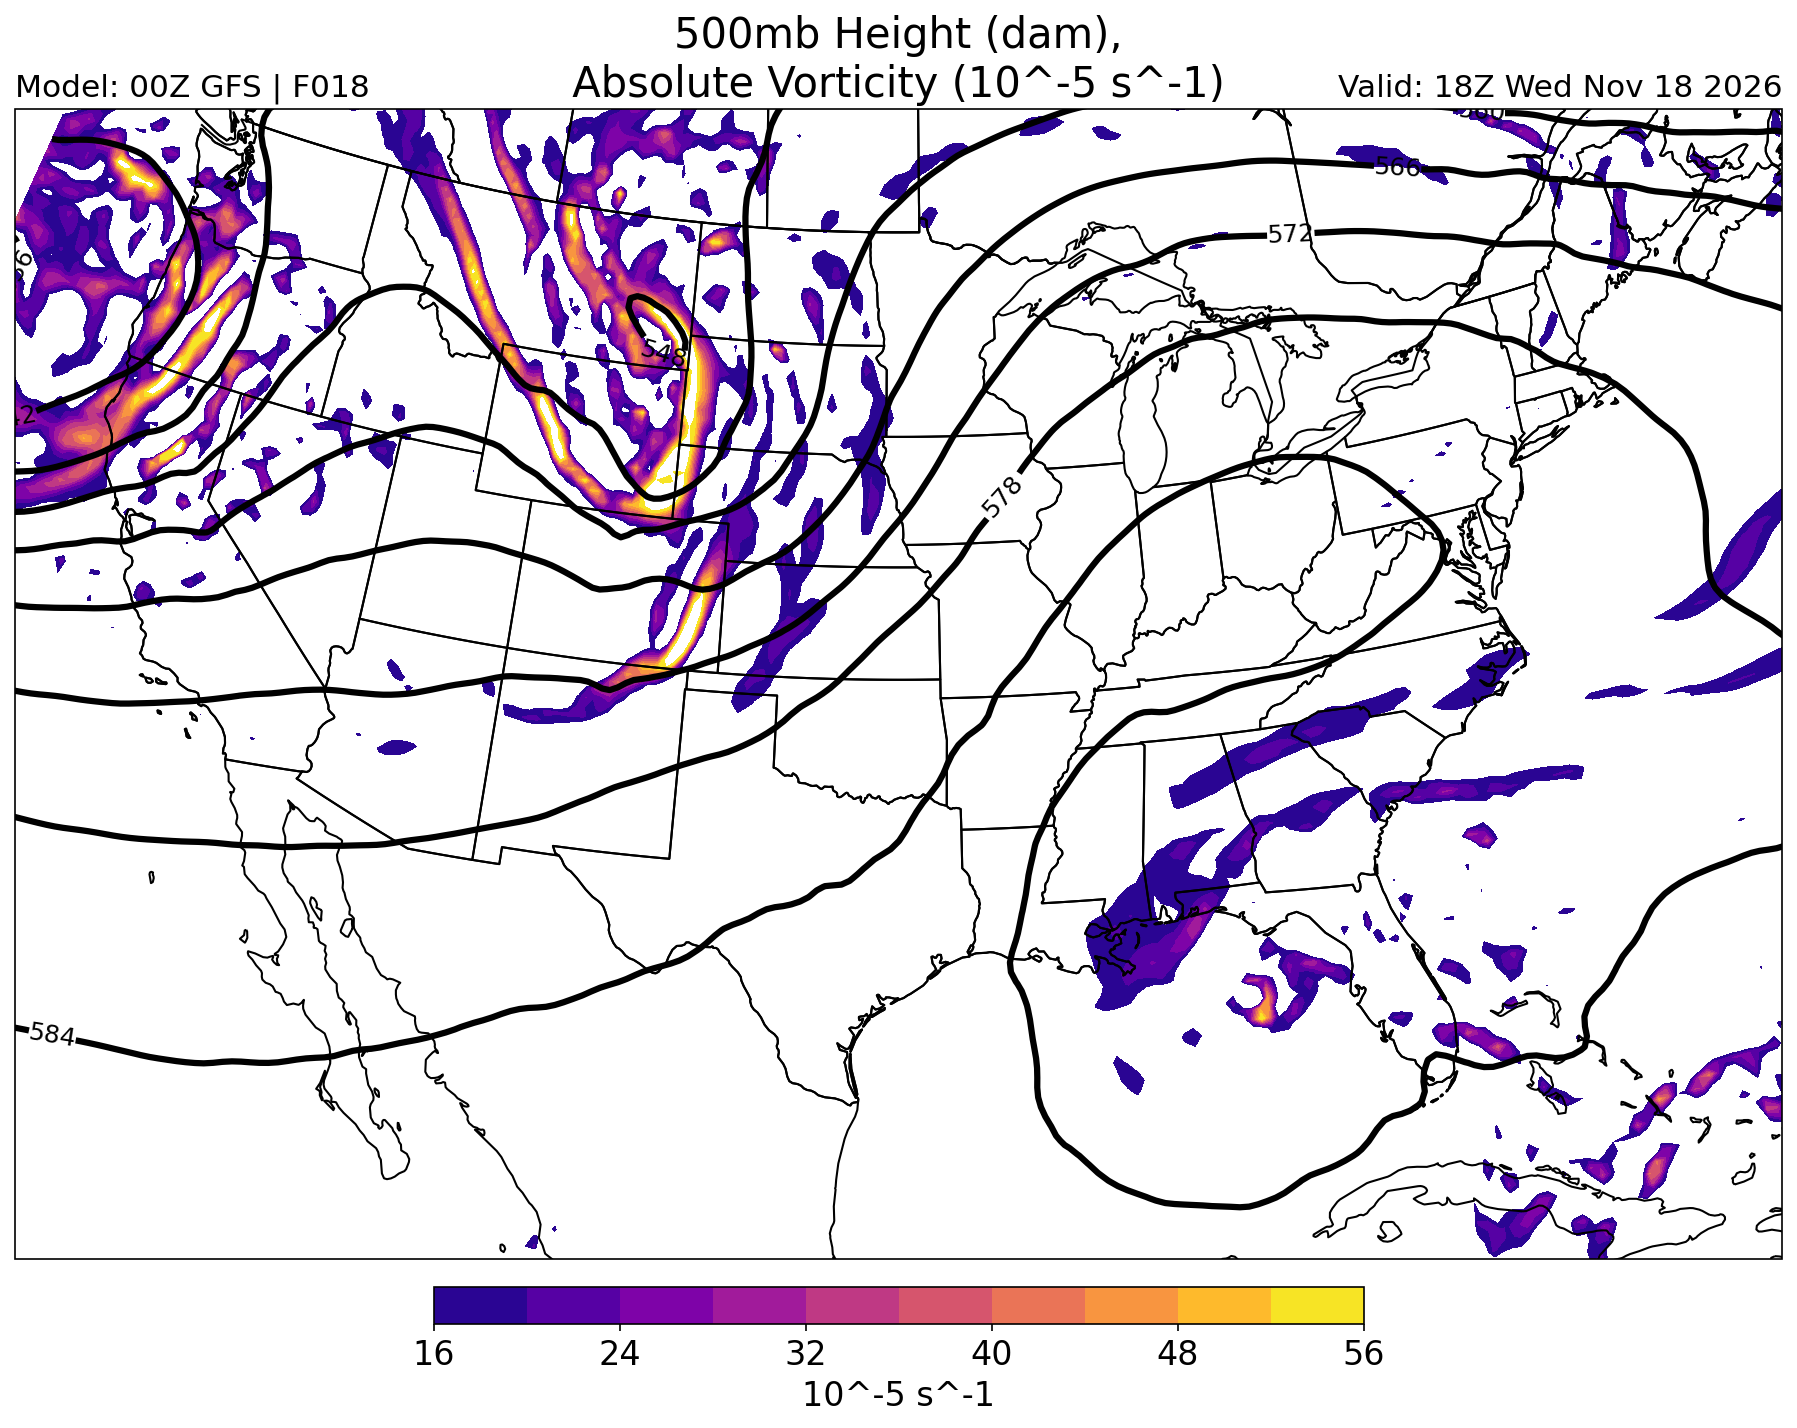 500mb Height (dam),
Absolute Vorticity (10^-5 s^-1)
Model: 00Z GFS | F018
Valid: 18Z Wed Nov 18 2026
566
572
548
578
584
16 24 32 40 48 56
10^-5 s^-1